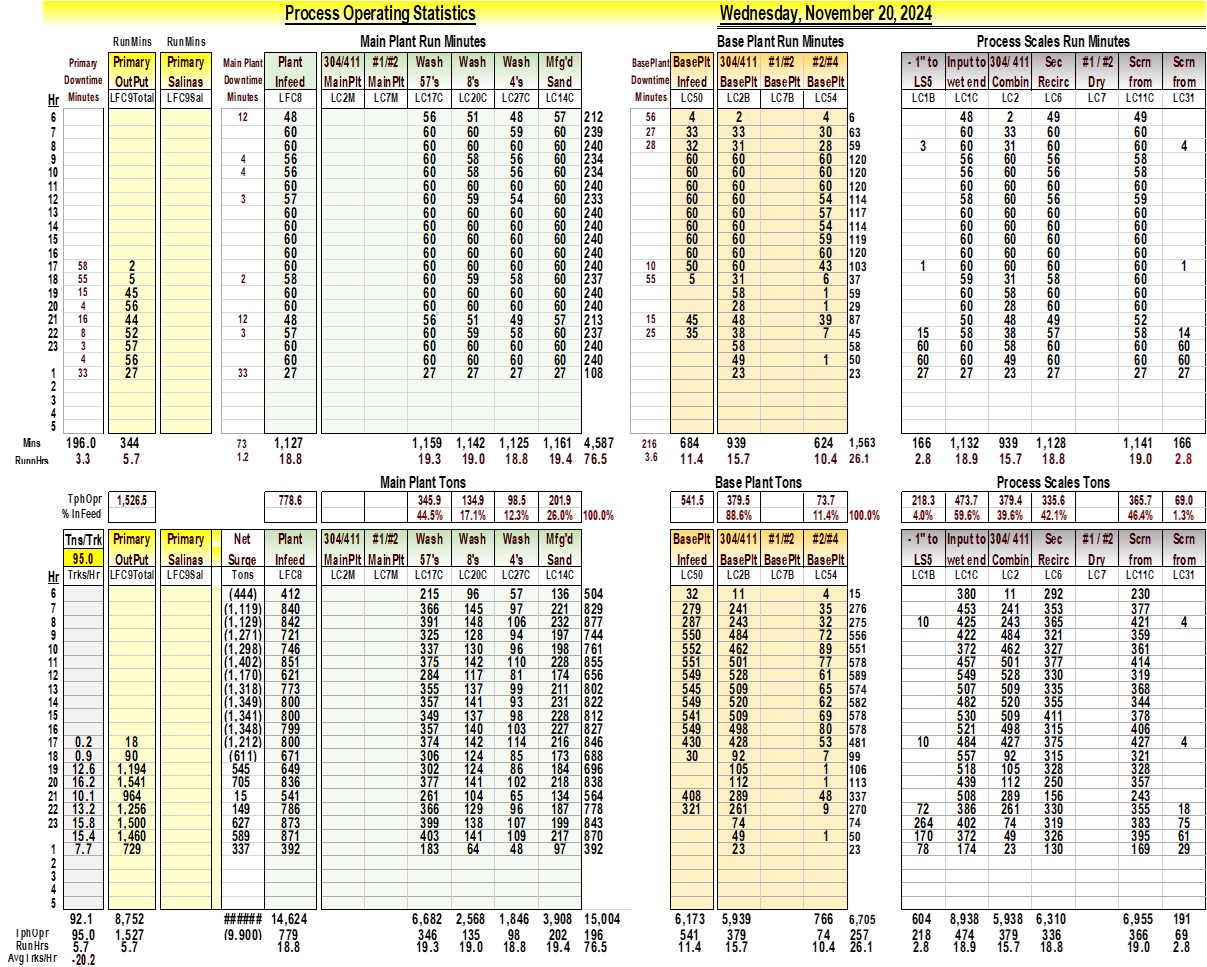 Process Operating Statistics Wednesday, November 20, 2024
RunMins RunMins Main Plant Run Minutes Base Plant Run Minutes Process Scales Run Minutes
Primary Primary Primary Main Plant Plant 304/411 #1/#2 Wash Wash Wash Mfg'd BasePlant BasePlt 304/411 #1/#2 #2/#4 - 1" to Input to 304/ 411 Sec #1 / #2 Scrn Scrn
Downtime OutPut Salinas Downtime Infeed MainPlt MainPlt 57's 8's 4's Sand Downtime Infeed BasePlt BasePlt BasePlt LS5 wet end Combin Recirc Dry from from
Hr Minutes LFC9Total LFC9Sal Minutes LFC8 LC2M LC7M LC17C LC20C LC27C LC14C Minutes LC50 LC2B LC7B LC54 LC1B LC1C LC2 LC6 LC7 LC11C LC31
6 12 48 56 51 48 57 212 56 4 2 4 6 48 2 49 49
7 60 60 60 59 60 239 27 33 33 30 63 60 33 60 60
8 60 60 60 60 60 240 28 32 31 28 59 3 60 31 60 60 4
9 4 56 60 58 56 60 234 60 60 60 120 56 60 56 58
10 4 56 60 58 56 60 234 60 60 60 120 56 60 56 58
11 60 60 60 60 60 240 60 60 60 120 60 60 60 60
12 3 57 60 59 54 60 233 60 60 54 114 58 60 56 59
13 60 60 60 60 60 240 60 60 57 117 60 60 60 60
14 60 60 60 60 60 240 60 60 54 114 60 60 60 60
15 60 60 60 60 60 240 60 60 59 119 60 60 60 60
16 60 60 60 60 60 240 60 60 60 120 60 60 60 60
17 58 2 60 60 60 60 60 240 10 50 60 43 103 1 60 60 60 60 1
18 55 5 2 58 60 59 58 60 237 55 5 31 6 37 59 31 58 60
19 15 45 60 60 60 60 60 240 58 1 59 60 58 60 60
20 4 56 60 60 60 60 60 240 28 1 29 60 28 60 60
21 16 44 12 48 56 51 49 57 213 15 45 48 39 87 50 48 49 52
22 8 52 3 57 60 59 58 60 237 25 35 38 7 45 15 58 38 57 58 14
23 3 57 60 60 60 60 60 240 58 58 60 60 58 60 60 60
4 56 60 60 60 60 60 240 49 1 50 60 60 49 60 60 60
1 33 27 33 27 27 27 27 27 108 23 23 27 27 23 27 27 27
2
3
4
5
Mins 196.0 344 73 1,127 1,159 1,142 1,125 1,161 4,587 216 684 939 624 1,563 166 1,132 939 1,128 1,141 166
RunnHrs 3.3 5.7 1.2 18.8 19.3 19.0 18.8 19.4 76.5 3.6 11.4 15.7 10.4 26.1 2.8 18.9 15.7 18.8 19.0 2.8
Main Plant Tons Base Plant Tons Process Scales Tons
TphOpr 1,526.5 778.6 345.9 134.9 98.5 201.9 541.5 379.5 73.7 218.3 473.7 379.4 335.6 365.7 69.0
% InFeed 44.5% 17.1% 12.3% 26.0% 100.0% 88.6% 11.4% 100.0% 4.0% 59.6% 39.6% 42.1% 46.4% 1.3%
Tns/Trk Primary Primary Net Plant 304/411 #1/#2 Wash Wash Wash Mfg'd BasePlt 304/411 #1/#2 #2/#4 - 1" to Input to 304/ 411 Sec #1 / #2 Scrn Scrn
95.0 OutPut Salinas Surge Infeed MainPlt MainPlt 57's 8's 4's Sand Infeed BasePlt BasePlt BasePlt LS5 wet end Combin Recirc Dry from from
Hr Trks/Hr LFC9Total LFC9Sal Tons LFC8 LC2M LC7M LC17C LC20C LC27C LC14C LC50 LC2B LC7B LC54 LC1B LC1C LC2 LC6 LC7 LC11C LC31
6 (444) 412 215 96 57 136 504 32 11 4 15 380 11 292 230
7 (1,119) 840 366 145 97 221 829 279 241 35 276 453 241 353 377
8 (1,129) 842 391 148 106 232 877 287 243 32 275 10 425 243 365 421 4
9 (1,271) 721 325 128 94 197 744 550 484 72 556 422 484 321 359
10 (1,298) 746 337 130 96 198 761 552 462 89 551 372 462 327 361
11 (1,402) 851 375 142 110 228 855 551 501 77 578 457 501 377 414
12 (1,170) 621 284 117 81 174 656 549 528 61 589 549 528 330 319
13 (1,318) 773 355 137 99 211 802 545 509 65 574 507 509 335 368
14 (1,349) 800 357 141 93 231 822 549 520 62 582 482 520 355 344
15 (1,341) 800 349 137 98 228 812 541 509 69 578 530 509 411 378
16 (1,348) 799 357 140 103 227 827 549 498 80 578 521 498 315 406
17 0.2 18 (1,212) 800 374 142 114 216 846 430 428 53 481 10 484 427 375 427 4
18 0.9 90 (611) 671 306 124 85 173 688 30 92 7 99 557 92 315 321
19 12.6 1,194 545 649 302 124 86 184 696 105 1 106 518 105 328 328
20 16.2 1,541 705 836 377 141 102 218 838 112 1 113 439 112 250 357
21 10.1 964 15 541 261 104 65 134 564 408 289 48 337 508 289 156 243
22 13.2 1,256 149 786 366 129 96 187 778 321 261 9 270 72 386 261 330 355 18
23 15.8 1,500 627 873 399 138 107 199 843 74 74 264 402 74 319 383 75
15.4 1,460 589 871 403 141 109 217 870 49 1 50 170 372 49 326 395 61
1 7.7 729 337 392 183 64 48 97 392 23 23 78 174 23 130 169 29
2
3
4
5
92.1 8,752 ###### 14,624 6,682 2,568 1,846 3,908 15,004 6,173 5,939 766 6,705 604 8,938 5,938 6,310 6,955 191
TphOpr 95.0 1,527 (9.900) 779 346 135 98 202 196 541 379 74 257 218 474 379 336 366 69
RunHrs 5.7 5.7 18.8 19.3 19.0 18.8 19.4 76.5 11.4 15.7 10.4 26.1 2.8 18.9 15.7 18.8 19.0 2.8
AvgTrks/Hr -20.2